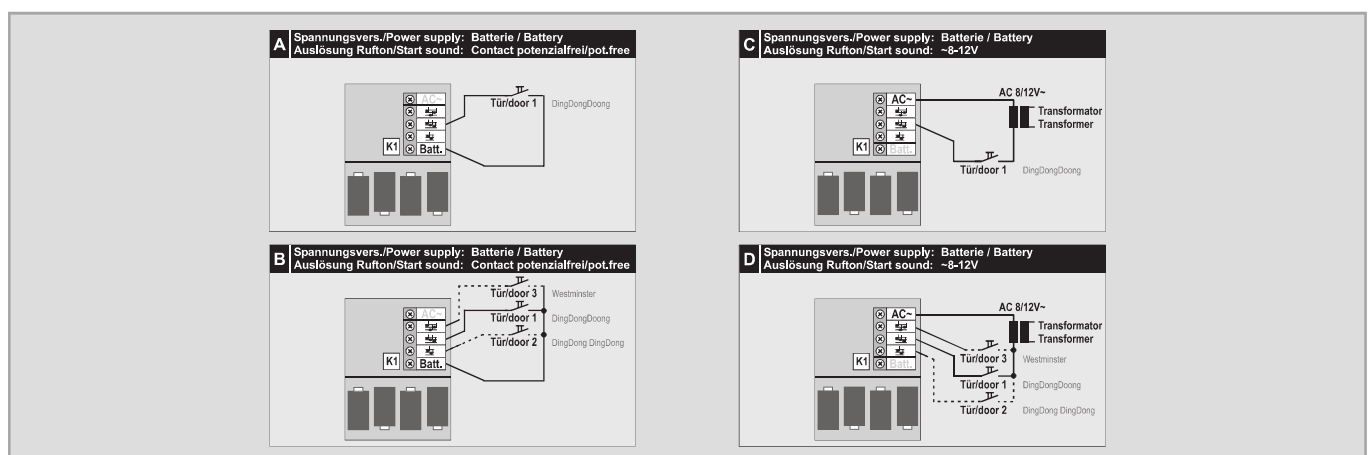 A
Spannungsvers./Power supply: Batterie / Battery
Auslösung Rufton/Start sound: Contact potenzialfrei/pot.free
AC~
Tür/door 1 DingDongDoong
K1
Batt.
B
Spannungsvers./Power supply: Batterie / Battery
Auslösung Rufton/Start sound: Contact potenzialfrei/pot.free
Tür/door 3 Westminster
AC~
Tür/door 1 DingDongDoong
Tür/door 2 DingDong DingDong
K1
Batt.
C
Spannungsvers./Power supply: Batterie / Battery
Auslösung Rufton/Start sound: ~8-12V
AC 8/12V~
AC~
Transformator
Transformer
K1
Batt.
Tür/door 1 DingDongDoong
D
Spannungsvers./Power supply: Batterie / Battery
Auslösung Rufton/Start sound: ~8-12V
AC 8/12V~
AC~
Transformator
Transformer
K1
Batt.
Tür/door 3 Westminster
Tür/door 1 DingDongDoong
Tür/door 2 DingDong DingDong